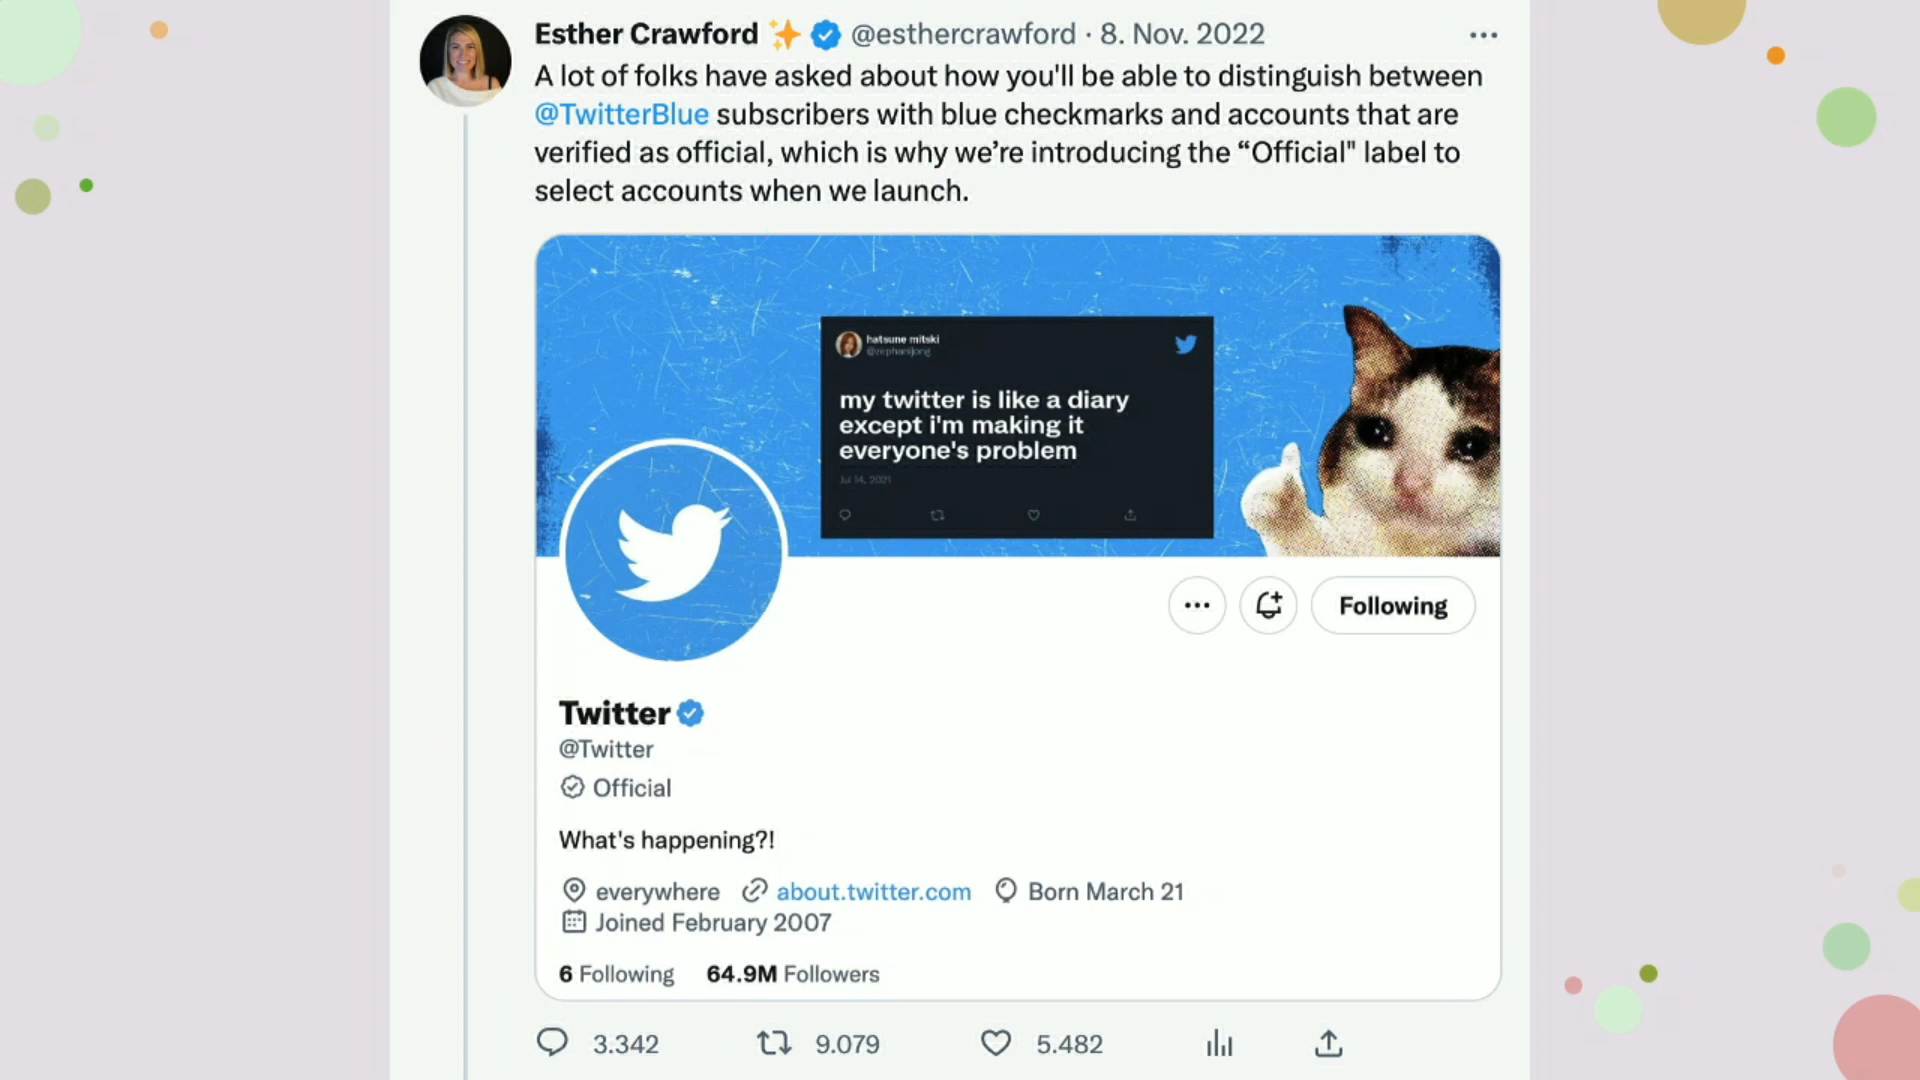 Esther Crawford ✨ @esthercrawford · 8. Nov. 2022
A lot of folks have asked about how you'll be able to distinguish between
@TwitterBlue subscribers with blue checkmarks and accounts that are
verified as official, which is why we’re introducing the “Official" label to
select accounts when we launch.
hatsune mitski
my twitter is like a diary
except i'm making it
everyone's problem
Jul 14, 2021
Following
Twitter
@Twitter
Official
What's happening?!
everywhere about.twitter.com Born March 21
Joined February 2007
6 Following 64.9M Followers
3.342 9.079 5.482